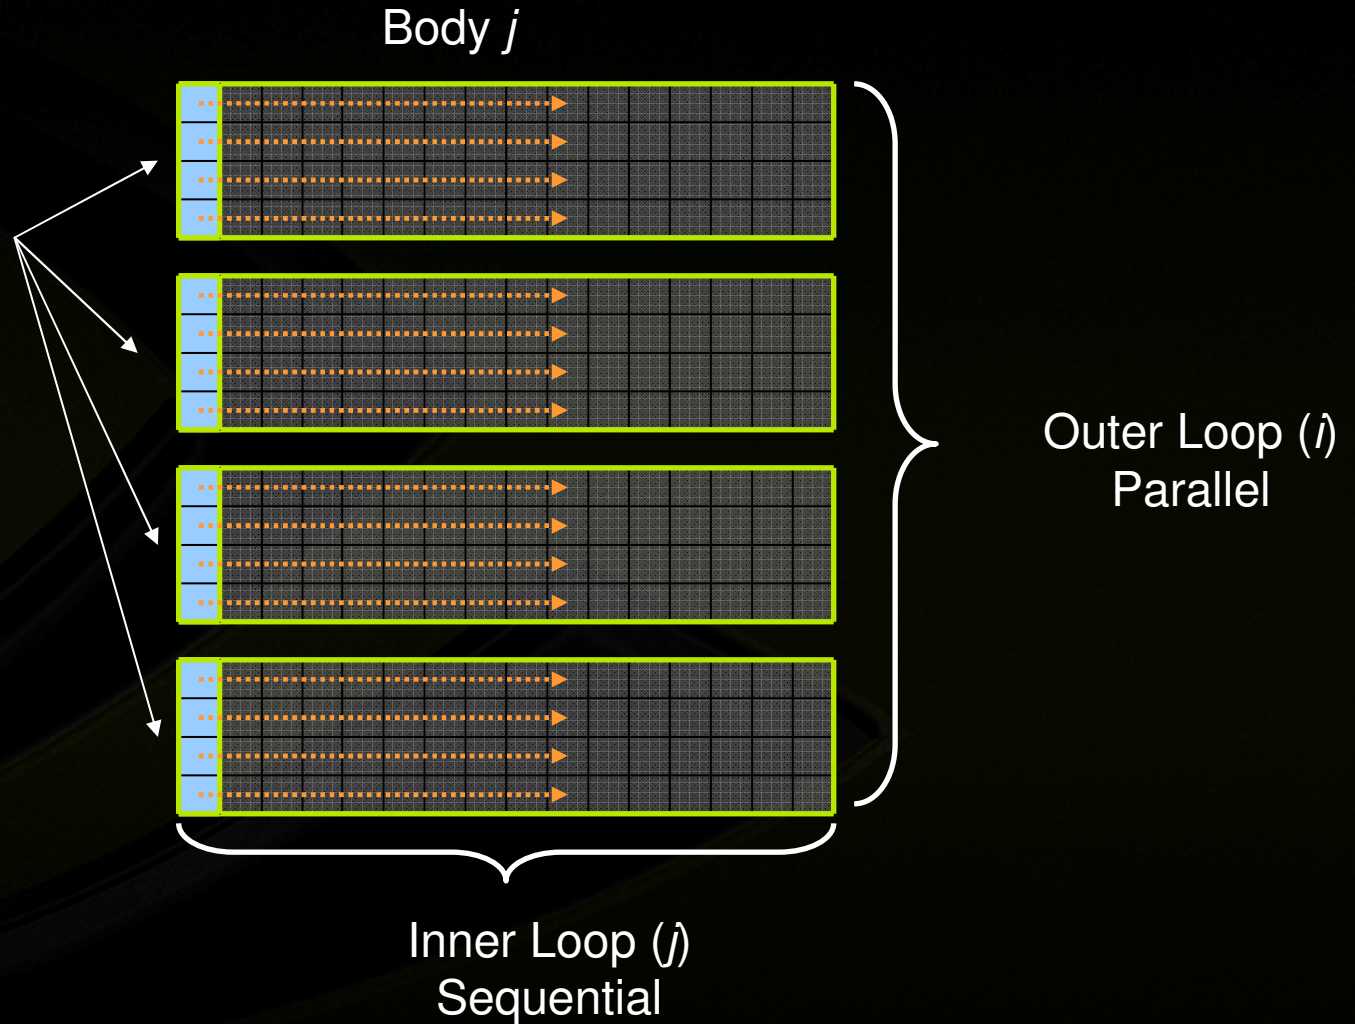 Body j
Outer Loop (i)
Parallel
Inner Loop (j)
Sequential